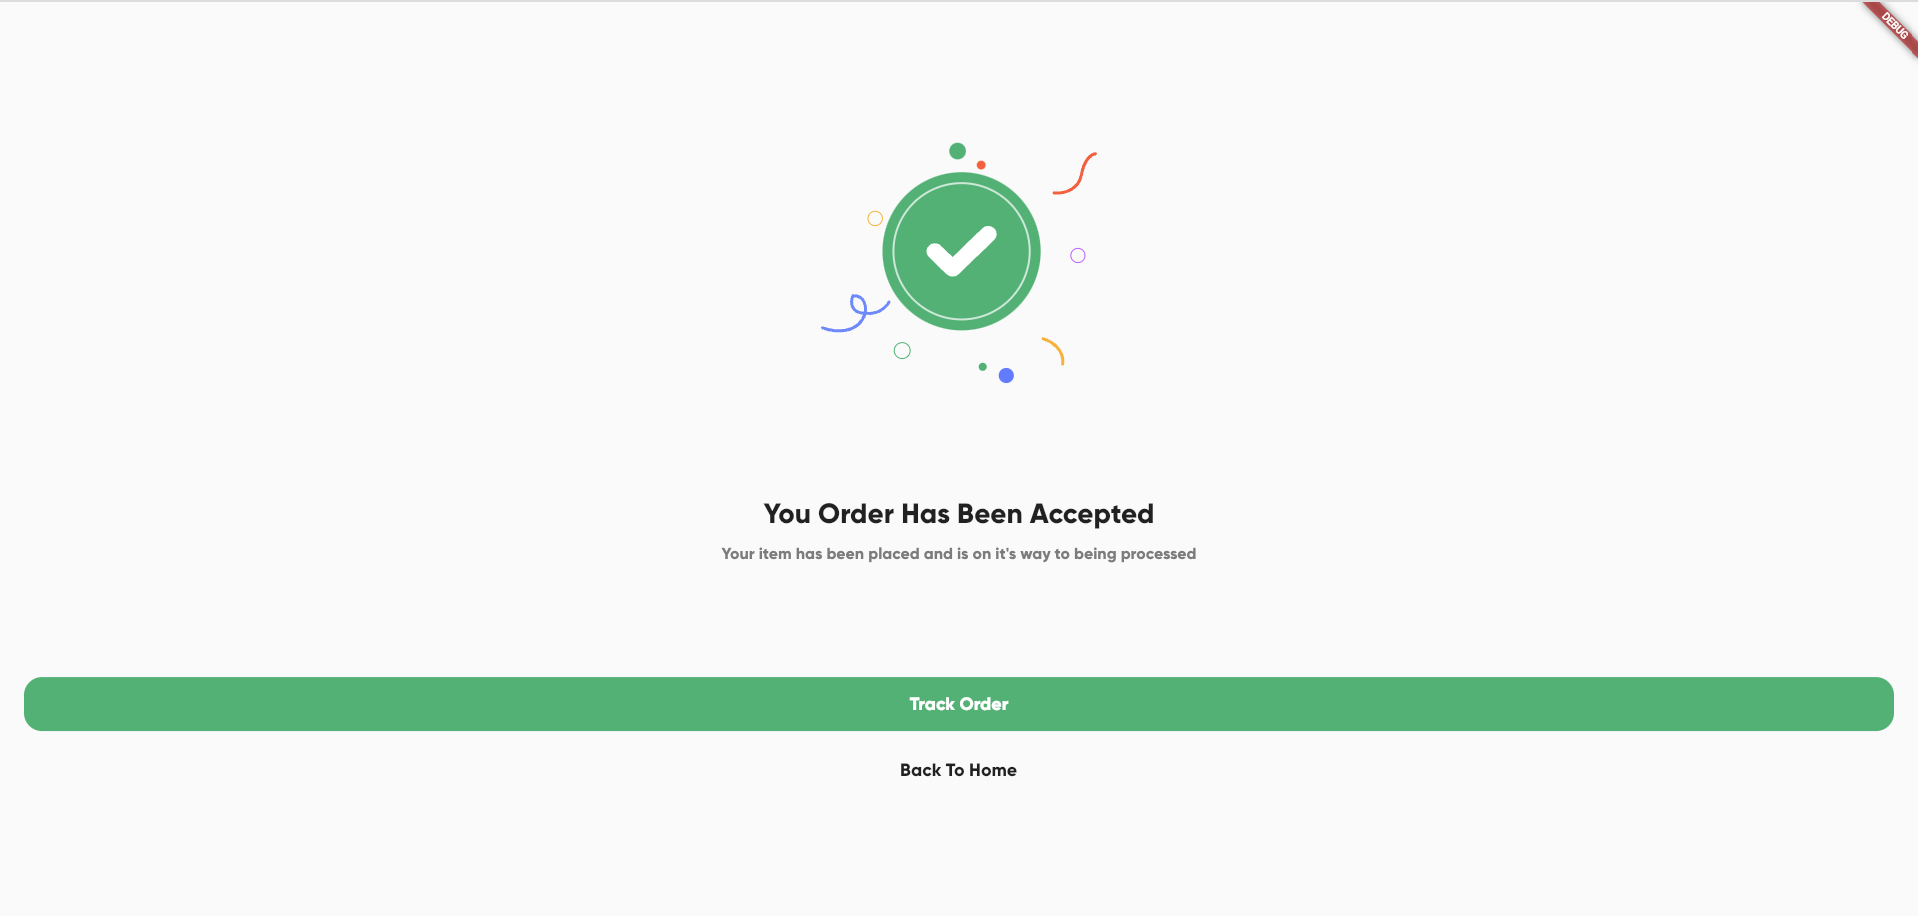 DEBUG
You Order Has Been Accepted
Your item has been placed and is on it's way to being processed
Track Order
Back To Home